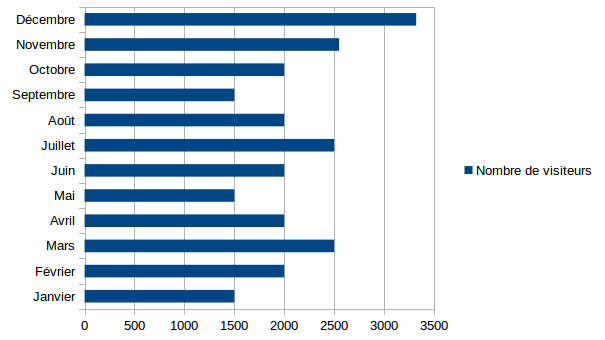 Décembre
Novembre
Octobre
Septembre
Août
Juillet
Juin
Mai
Avril
Mars
Février
Janvier
0 500 1000 1500 2000 2500 3000 3500
Nombre de visiteurs